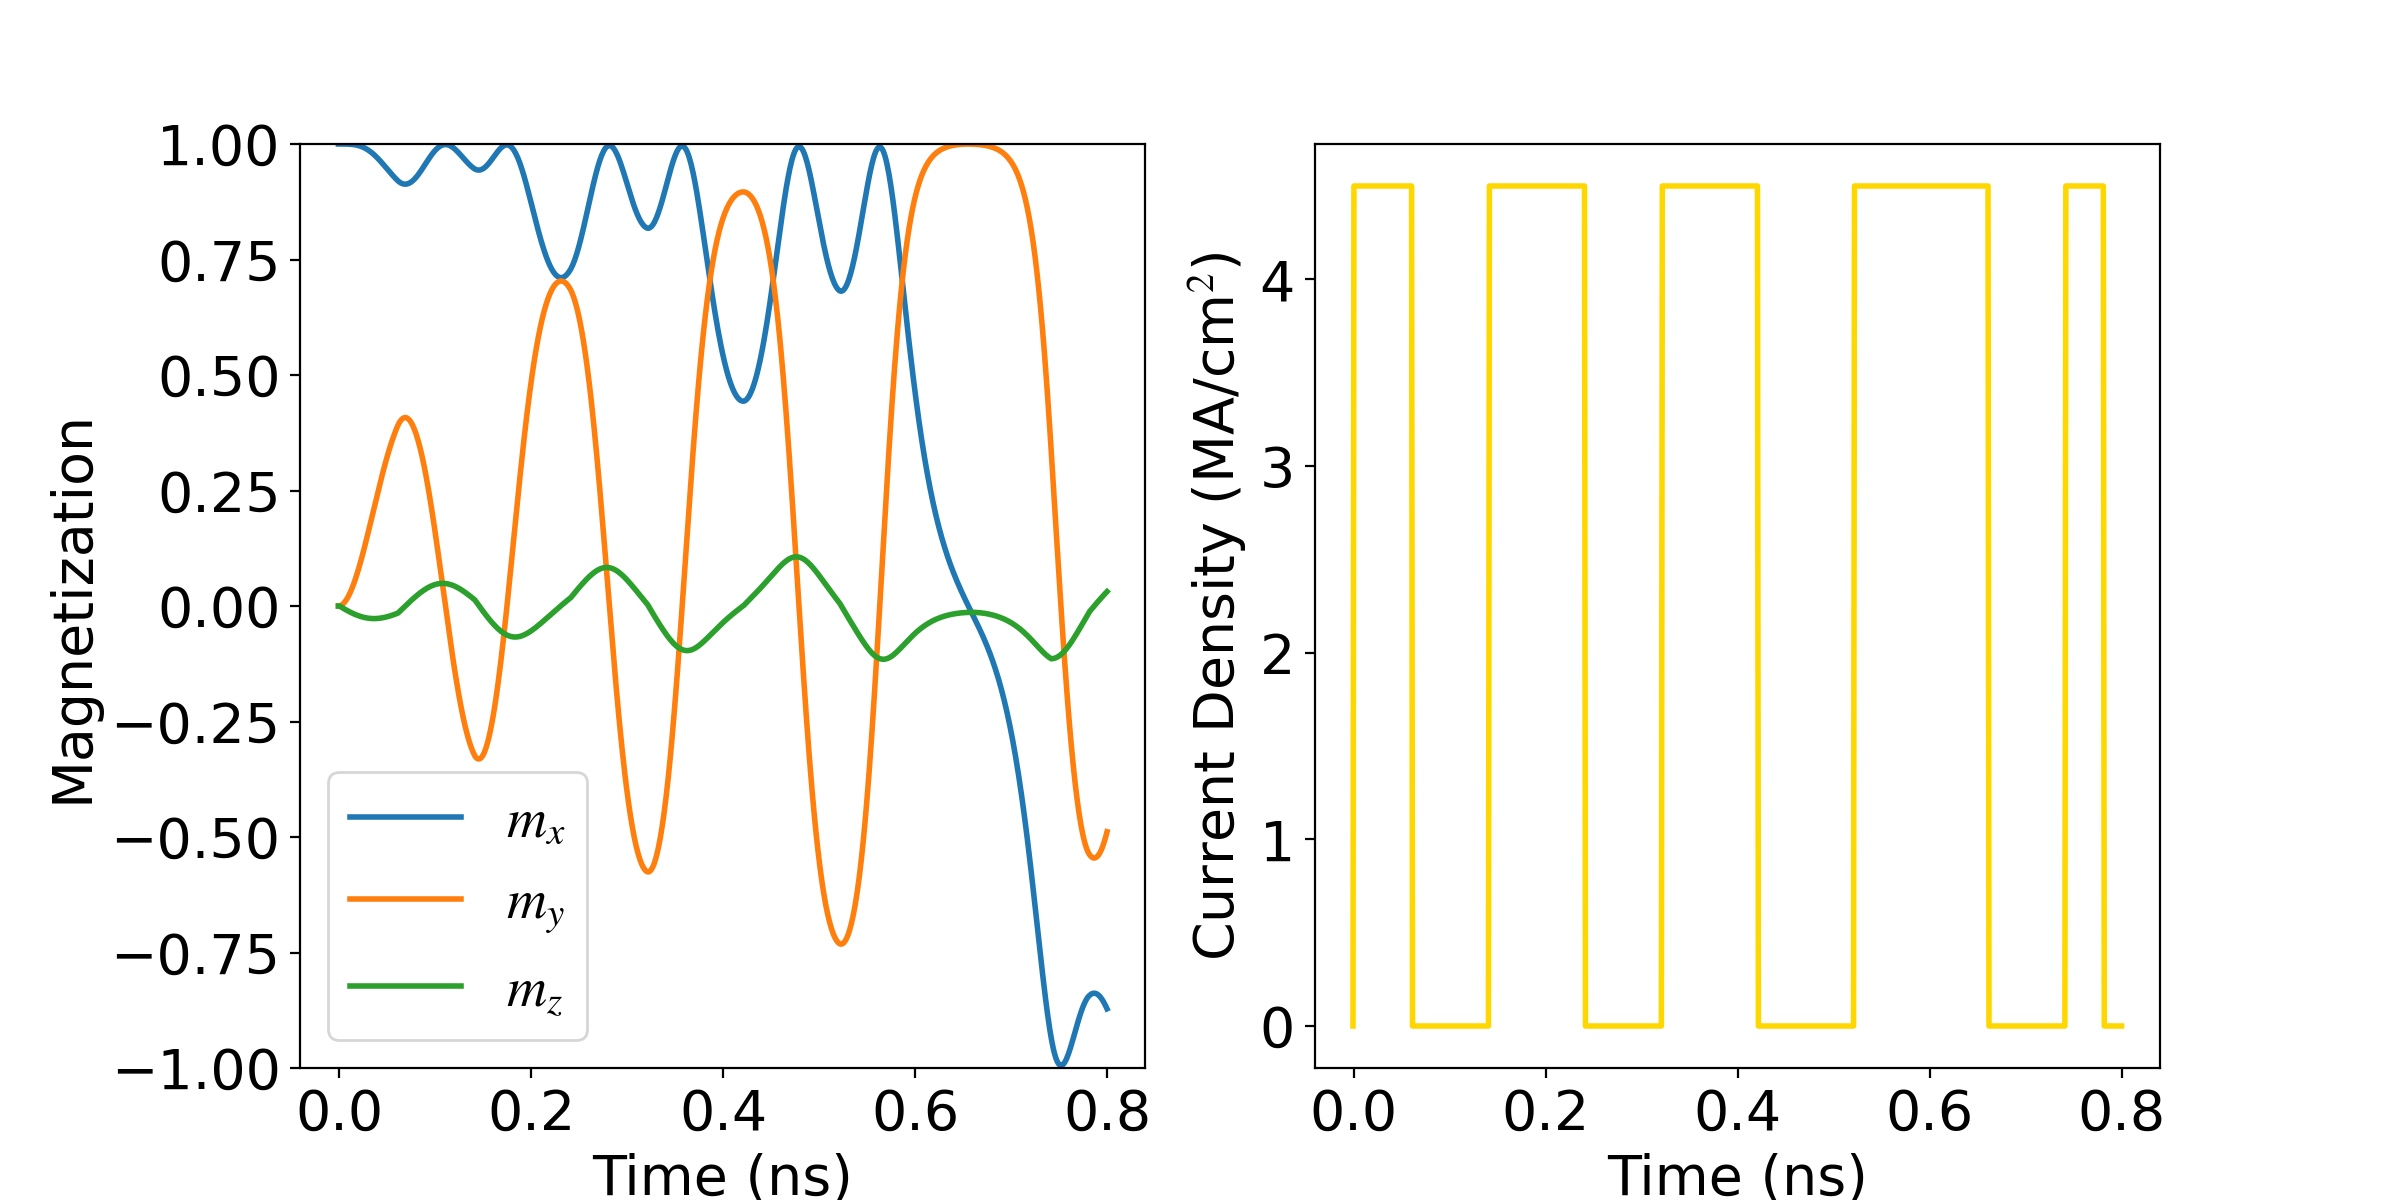 1.00
0.75
0.50
0.25
0.00
−0.25
−0.50
−0.75
−1.00
Magnetization
m_x
m_y
m_z
0.0 0.2 0.4 0.6 0.8
Time (ns)
4
3
2
1
0
Current Density (MA/cm²)
0.0 0.2 0.4 0.6 0.8
Time (ns)